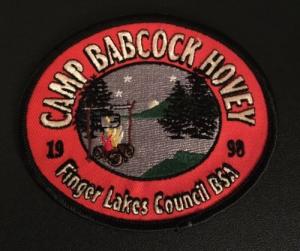 CAMP BABCOCK HOVEY
19 98
Finger Lakes Council BSA